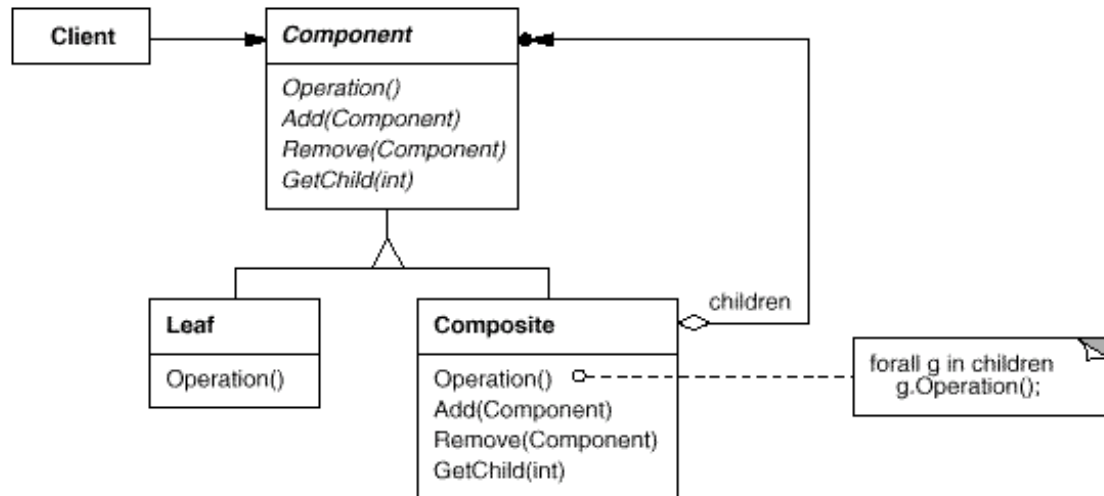 Client
Component
Operation()
Add(Component)
Remove(Component)
GetChild(int)
children
Leaf
Operation()
Composite
Operation()
Add(Component)
Remove(Component)
GetChild(int)
forall g in children
g.Operation();